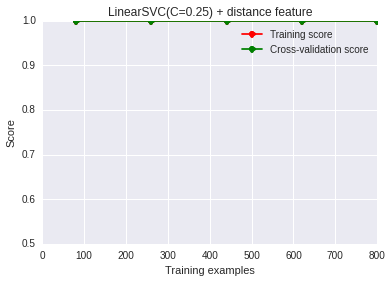 LinearSVC(C=0.25) + distance feature
1.0
0.9
0.8
0.7
0.6
0.5
Score
Training score
Cross-validation score
0 100 200 300 400 500 600 700 800
Training examples